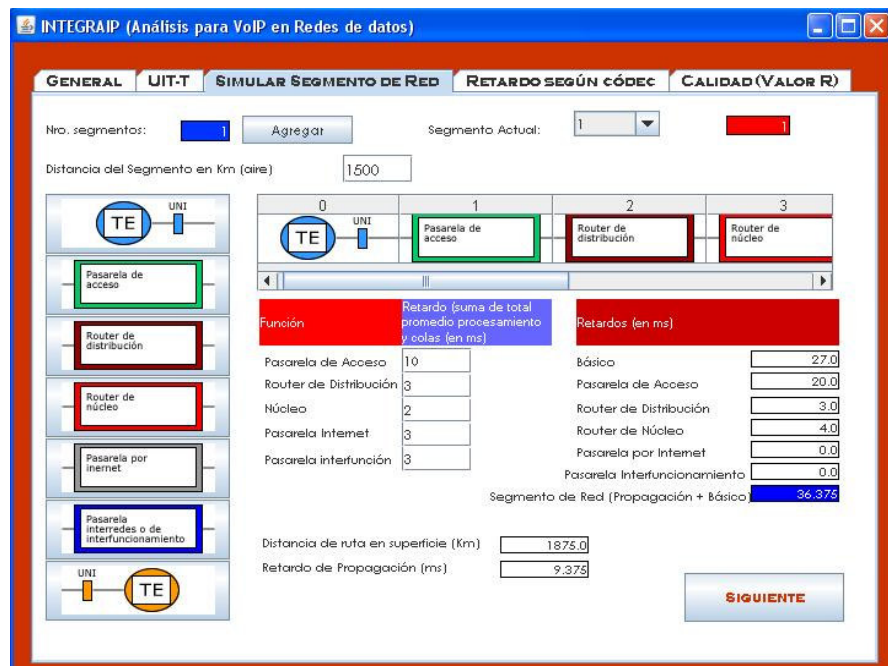 INTEGRAIP (Análisis para VoIP en Redes de datos)
GENERAL UIT-T SIMULAR SEGMENTO DE RED RETARDO SEGÚN CÓDEC CALIDAD (VALOR R)
Nro. segmentos: 1 Agregar Segmento Actual: 1 1
Distancia del Segmento en Km (aire) 1500
TE UNI
Pasarela de
acceso
Router de
distribución
Router de
núcleo
Pasarela por
inernet
Pasarela
interredes o de
interfuncionamiento
UNI TE
0 1 2 3
TE UNI
Pasarela de
acceso
Router de
distribución
Router de
núcleo
Función
Retardo (suma de total
promedio procesamiento
y colas (en ms)
Pasarela de Acceso 10
Router de Distribución 3
Núcleo 2
Pasarela Internet 3
Pasarela interfunción 3
Retardos (en ms)
Básico 27.0
Pasarela de Acceso 20.0
Router de Distribución 3.0
Router de Núcleo 4.0
Pasarela por Internet 0.0
Pasarela Interfuncionamiento 0.0
Segmento de Red (Propagación + Básico) 36.375
Distancia de ruta en superficie (Km) 1875.0
Retardo de Propagación (ms) 9.375
SIGUIENTE